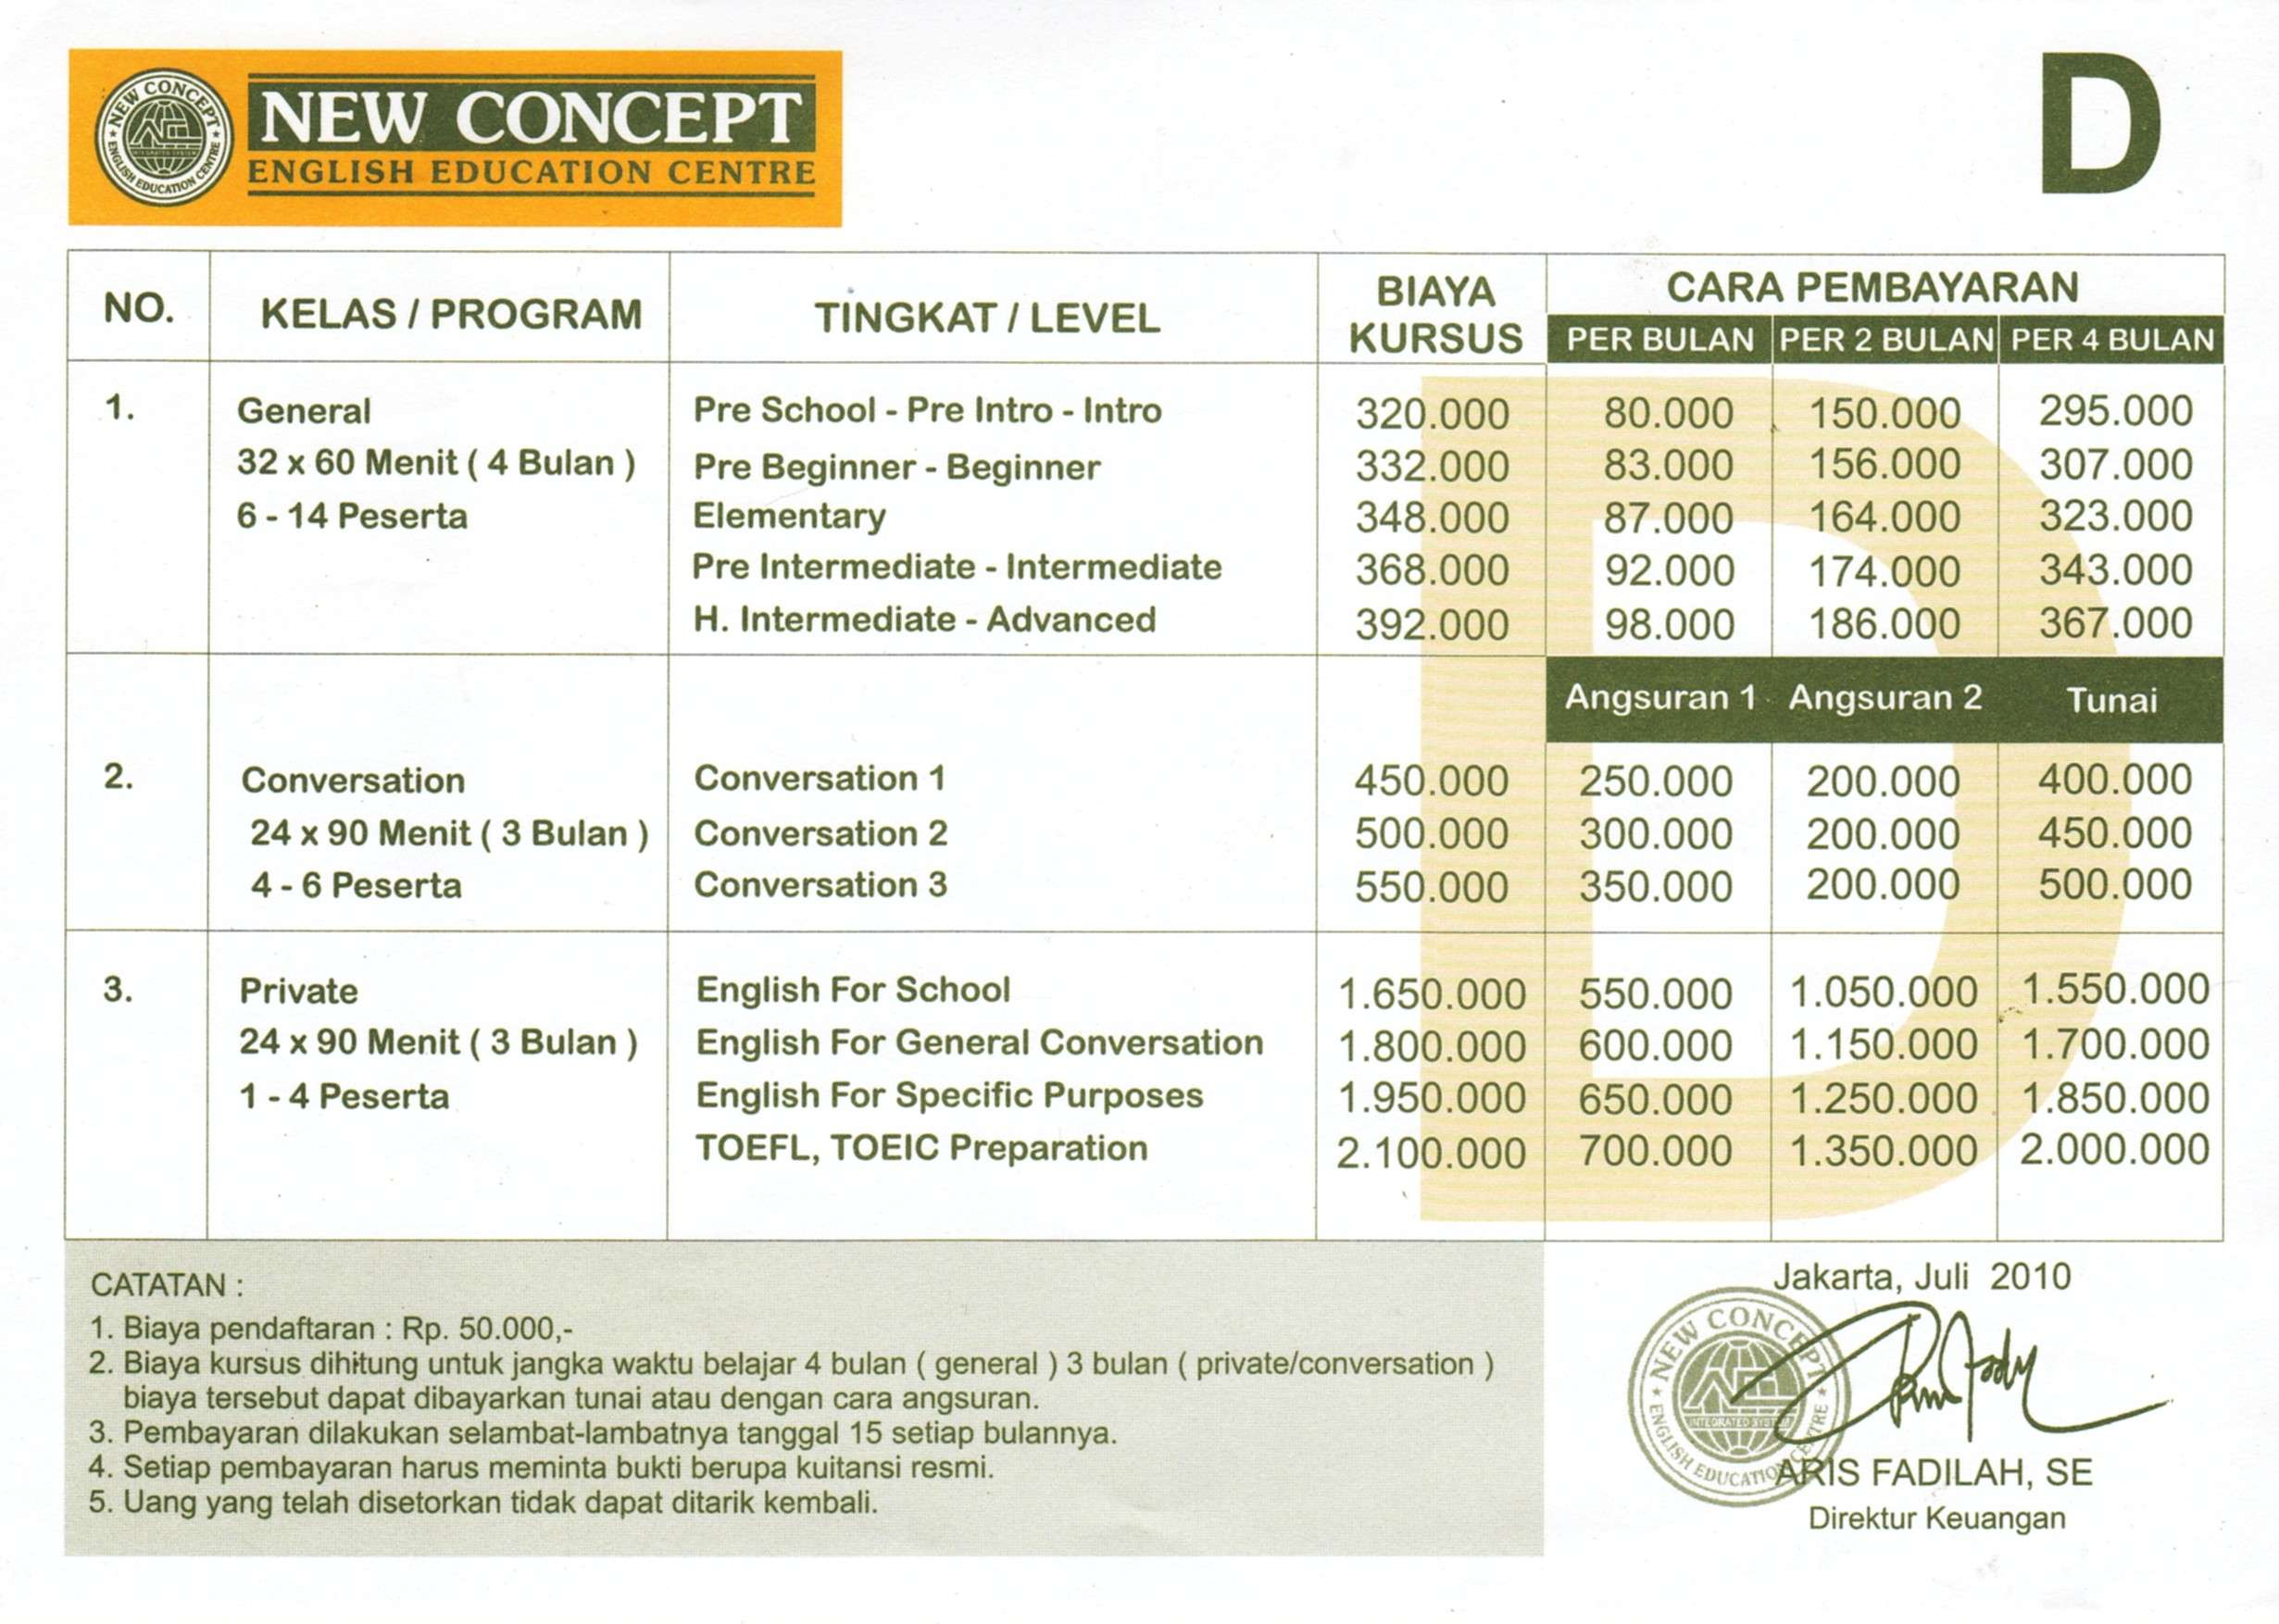 NEW CONCEPT
ENGLISH EDUCATION CENTRE
NEW CONCEPT
ENGLISH EDUCATION CENTRE
INTEGRATED SYSTEM
D
NO. KELAS / PROGRAM TINGKAT / LEVEL BIAYA KURSUS CARA PEMBAYARAN
PER BULAN PER 2 BULAN PER 4 BULAN
1. General Pre School - Pre Intro - Intro 320.000 80.000 150.000 295.000
32 x 60 Menit ( 4 Bulan ) Pre Beginner - Beginner 332.000 83.000 156.000 307.000
6 - 14 Peserta Elementary 348.000 87.000 164.000 323.000
Pre Intermediate - Intermediate 368.000 92.000 174.000 343.000
H. Intermediate - Advanced 392.000 98.000 186.000 367.000
Angsuran 1 Angsuran 2 Tunai
2. Conversation Conversation 1 450.000 250.000 200.000 400.000
24 x 90 Menit ( 3 Bulan ) Conversation 2 500.000 300.000 200.000 450.000
4 - 6 Peserta Conversation 3 550.000 350.000 200.000 500.000
3. Private English For School 1.650.000 550.000 1.050.000 1.550.000
24 x 90 Menit ( 3 Bulan ) English For General Conversation 1.800.000 600.000 1.150.000 1.700.000
1 - 4 Peserta English For Specific Purposes 1.950.000 650.000 1.250.000 1.850.000
TOEFL, TOEIC Preparation 2.100.000 700.000 1.350.000 2.000.000
CATATAN :
1. Biaya pendaftaran : Rp. 50.000,-
2. Biaya kursus dihitung untuk jangka waktu belajar 4 bulan ( general ) 3 bulan ( private/conversation )
biaya tersebut dapat dibayarkan tunai atau dengan cara angsuran.
3. Pembayaran dilakukan selambat-lambatnya tanggal 15 setiap bulannya.
4. Setiap pembayaran harus meminta bukti berupa kuitansi resmi.
5. Uang yang telah disetorkan tidak dapat ditarik kembali.
Jakarta, Juli 2010
NEW CONCEPT
INTEGRATED SYSTEM
ENGLISH EDUCATION CENTRE
ARIS FADILAH, SE
Direktur Keuangan